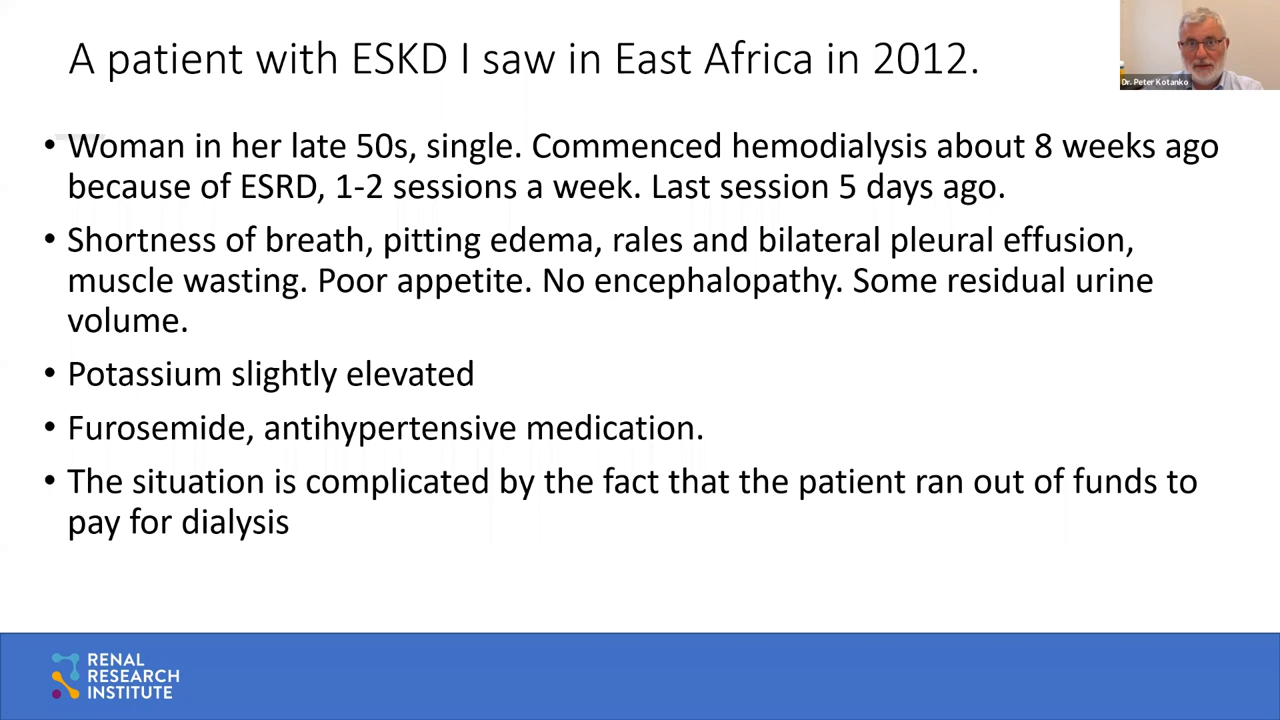 A patient with ESKD I saw in East Africa in 2012.
Dr. Peter Kotanko
• Woman in her late 50s, single. Commenced hemodialysis about 8 weeks ago
because of ESRD, 1-2 sessions a week. Last session 5 days ago.
• Shortness of breath, pitting edema, rales and bilateral pleural effusion,
muscle wasting. Poor appetite. No encephalopathy. Some residual urine
volume.
• Potassium slightly elevated
• Furosemide, antihypertensive medication.
• The situation is complicated by the fact that the patient ran out of funds to
pay for dialysis
RENAL
RESEARCH
INSTITUTE